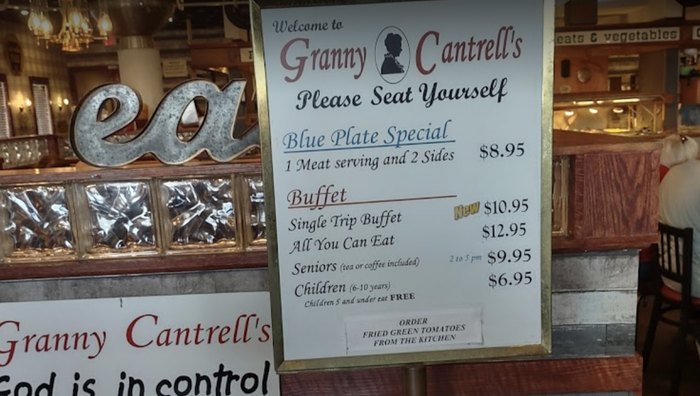 eats & vegetables
ea
Welcome to
Granny Cantrell's
Please Seat Yourself
Blue Plate Special
1 Meat serving and 2 Sides $8.95
Buffet
Single Trip Buffet New $10.95
All You Can Eat $12.95
Seniors (tea or coffee included) 2 to 5 pm $9.95
Children (6-10 years) $6.95
Children 5 and under eat FREE
ORDER
FRIED GREEN TOMATOES
FROM THE KITCHEN
Granny Cantrell's
God is in control